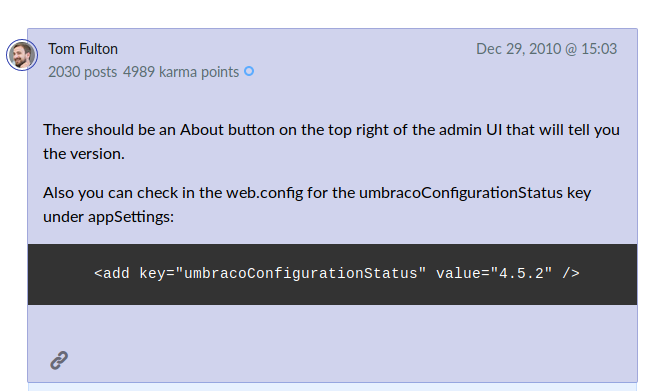 Tom Fulton
Dec 29, 2010 @ 15:03
2030 posts 4989 karma points
There should be an About button on the top right of the admin UI that will tell you
the version.
Also you can check in the web.config for the umbracoConfigurationStatus key
under appSettings:
<add key="umbracoConfigurationStatus" value="4.5.2" />